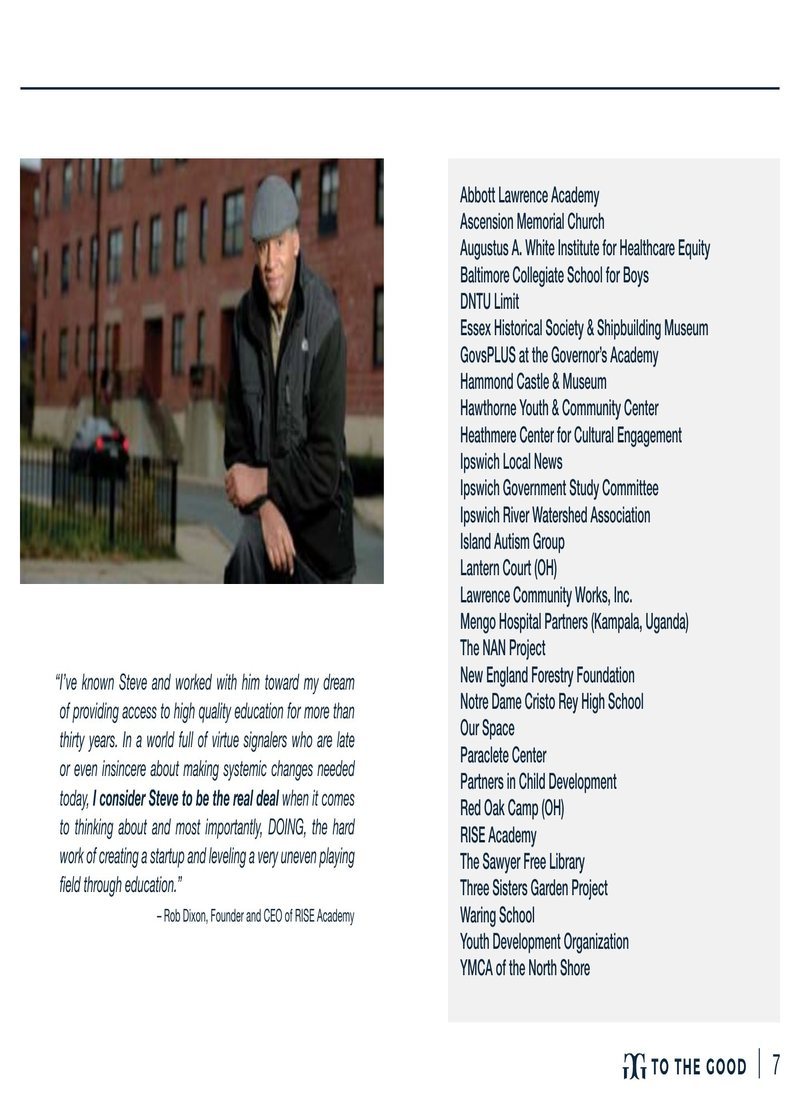 Abbott Lawrence Academy
Ascension Memorial Church
Augustus A. White Institute for Healthcare Equity
Baltimore Collegiate School for Boys
DNTU Limit
Essex Historical Society & Shipbuilding Museum
GovsPLUS at the Governor's Academy
Hammond Castle & Museum
Hawthorne Youth & Community Center
Heathmere Center for Cultural Engagement
Ipswich Local News
Ipswich Government Study Committee
Ipswich River Watershed Association
Island Autism Group
Lantern Court (OH)
Lawrence Community Works, Inc.
Mengo Hospital Partners (Kampala, Uganda)
The NAN Project
New England Forestry Foundation
Notre Dame Cristo Rey High School
Our Space
Paraclete Center
Partners in Child Development
Red Oak Camp (OH)
RISE Academy
The Sawyer Free Library
Three Sisters Garden Project
Waring School
Youth Development Organization
YMCA of the North Shore
“I’ve known Steve and worked with him toward my dream
of providing access to high quality education for more than
thirty years. In a world full of virtue signalers who are late
or even insincere about making systemic changes needed
today, I consider Steve to be the real deal when it comes
to thinking about and most importantly, DOING, the hard
work of creating a startup and leveling a very uneven playing
field through education.”
– Rob Dixon, Founder and CEO of RISE Academy
TO THE GOOD | 7